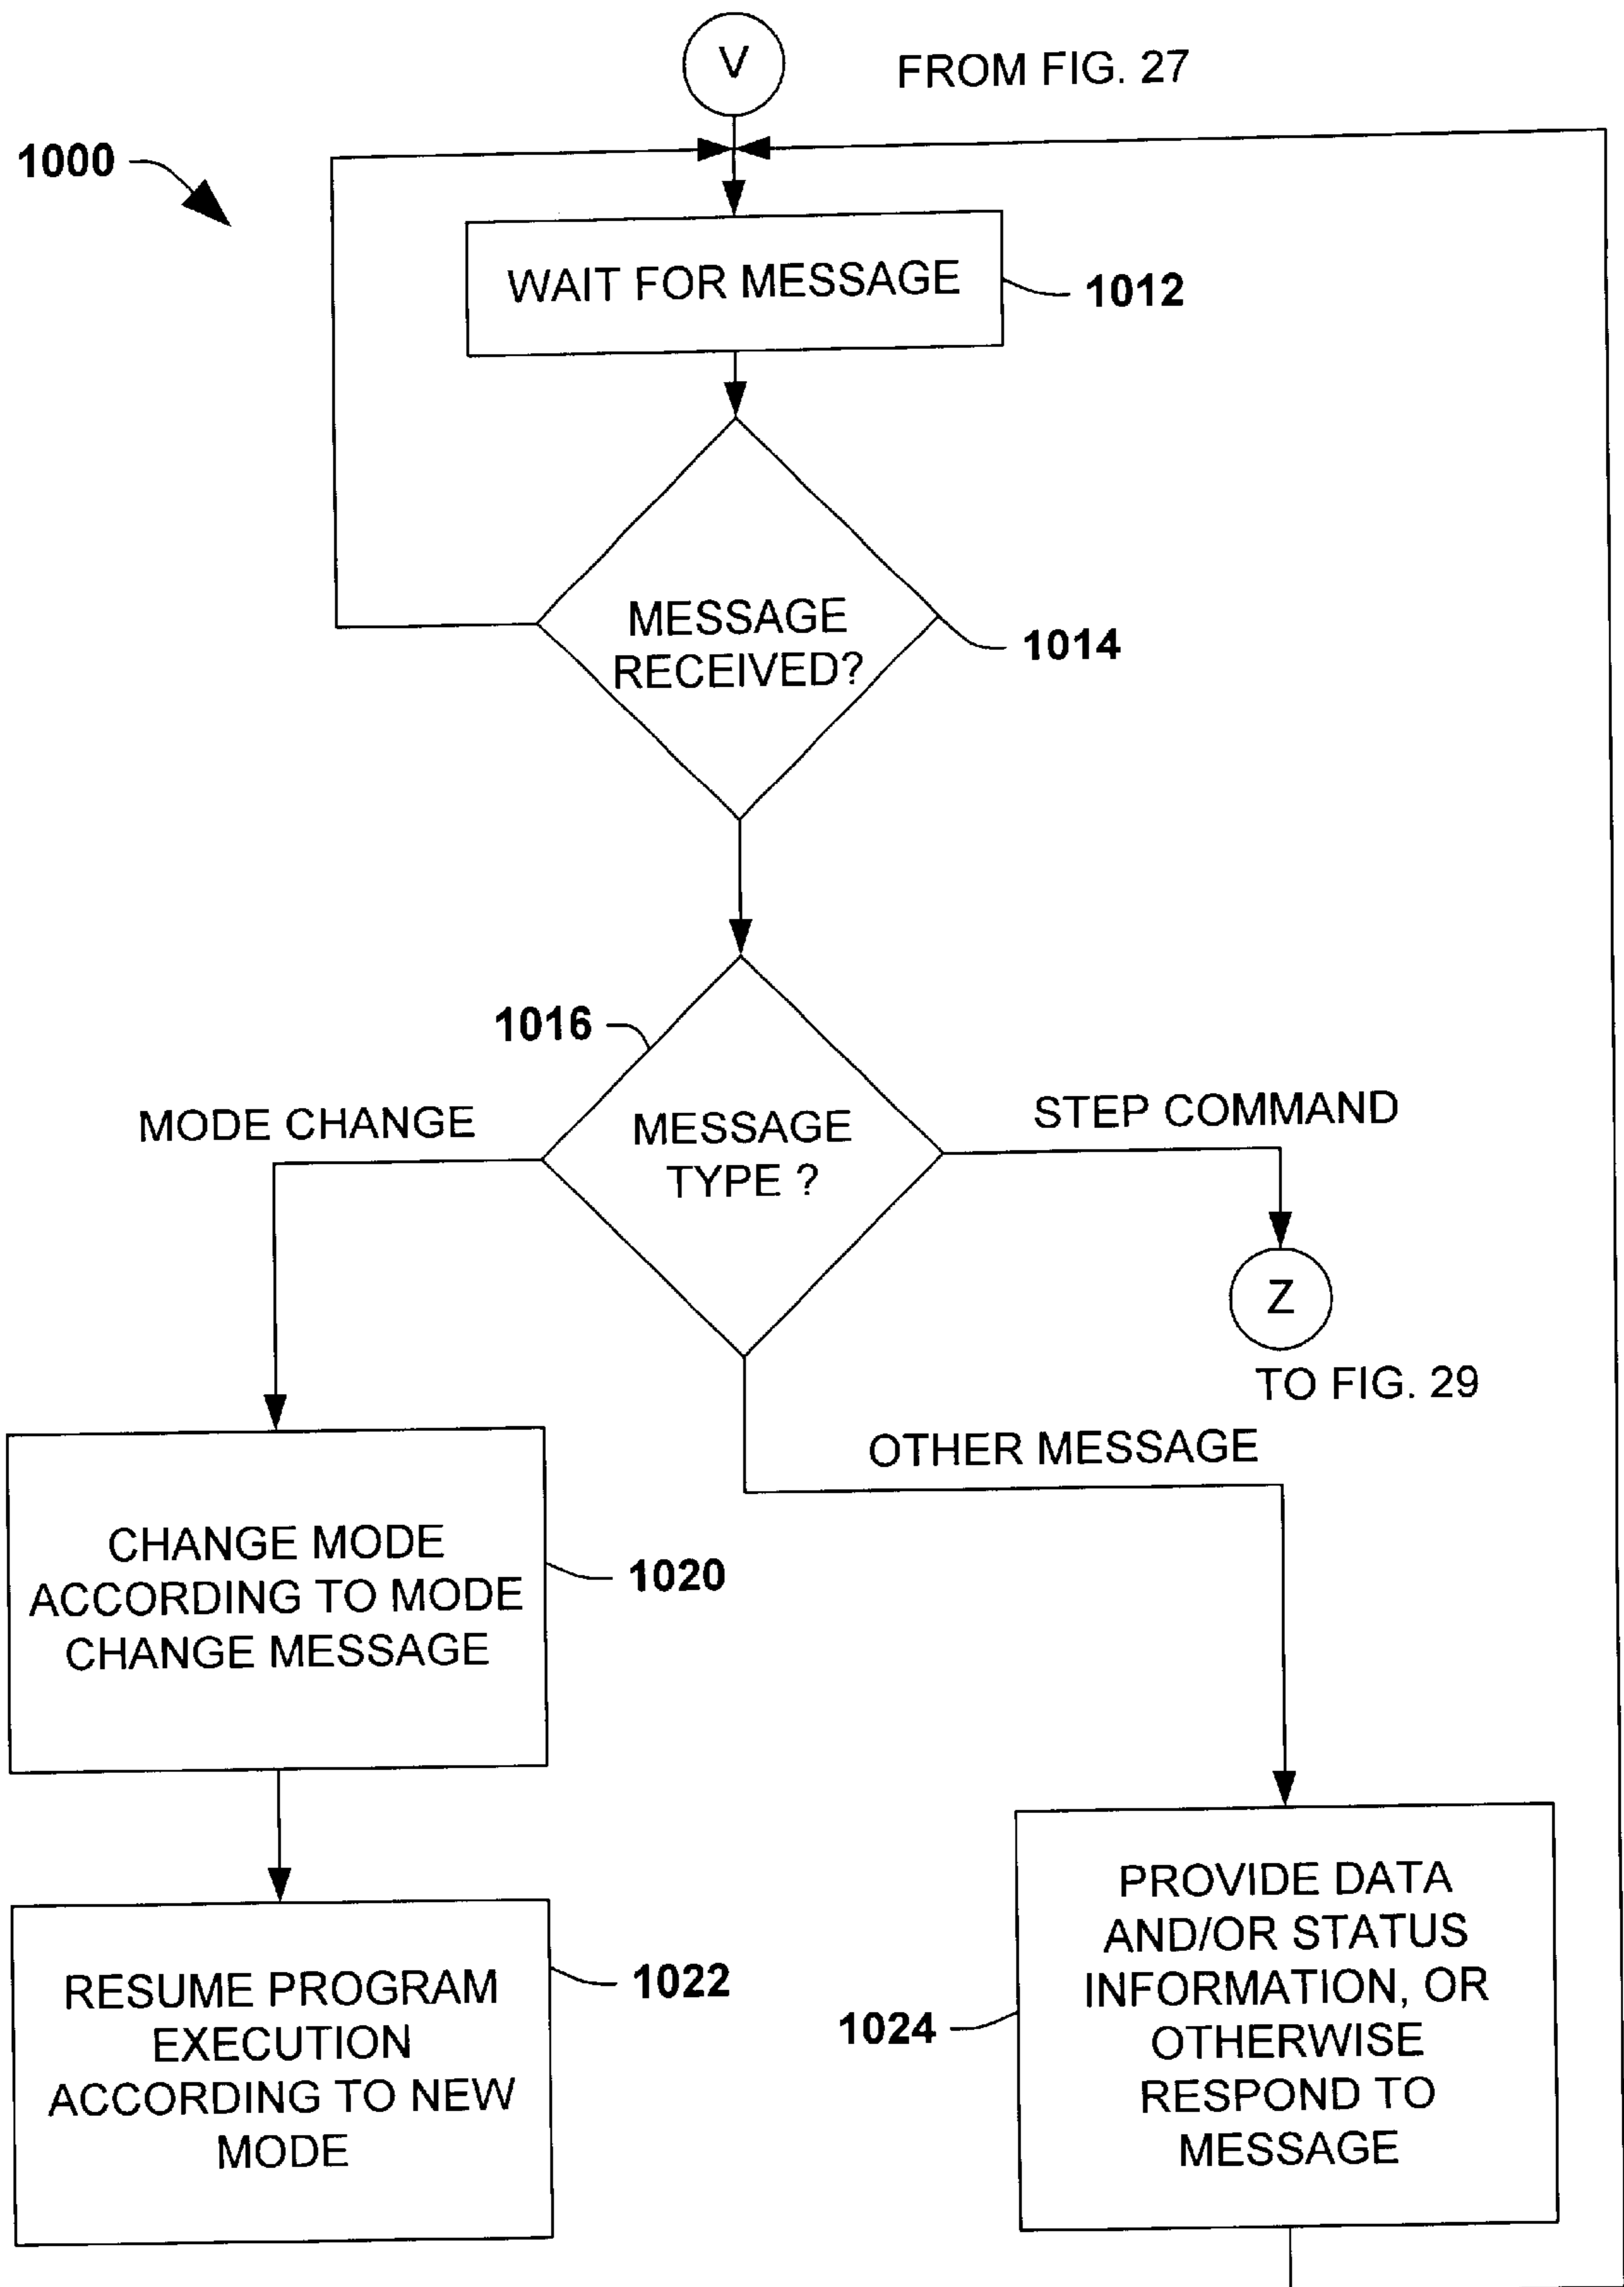 V
FROM FIG. 27
1000
WAIT FOR MESSAGE
1012
MESSAGE
RECEIVED?
1014
1016
MODE CHANGE
MESSAGE
TYPE ?
STEP COMMAND
Z
TO FIG. 29
OTHER MESSAGE
CHANGE MODE
ACCORDING TO MODE
CHANGE MESSAGE
1020
RESUME PROGRAM
EXECUTION
ACCORDING TO NEW
MODE
1022
1024
PROVIDE DATA
AND/OR STATUS
INFORMATION, OR
OTHERWISE
RESPOND TO
MESSAGE